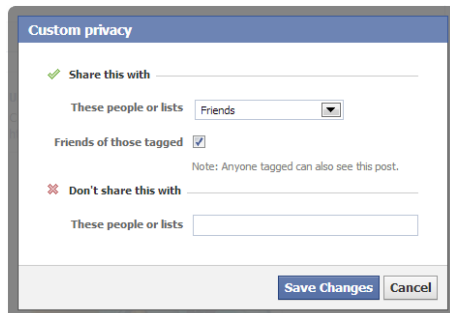 Custom privacy
Share this with
These people or lists Friends
Friends of those tagged
Note: Anyone tagged can also see this post.
Don't share this with
These people or lists
Save Changes Cancel